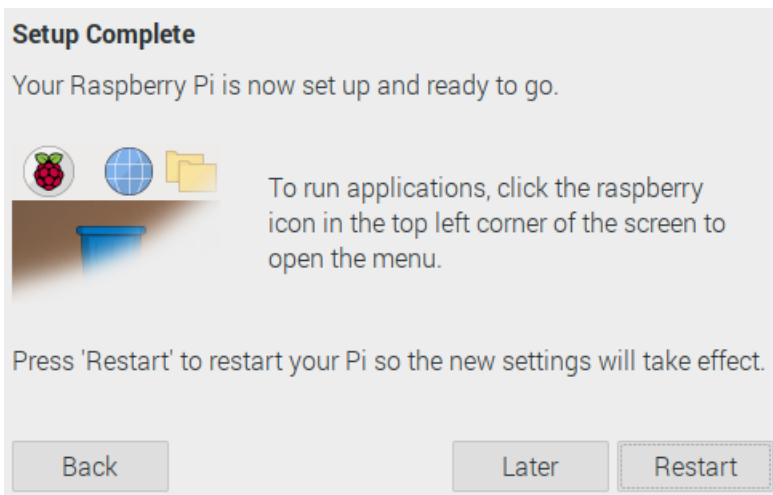 Setup Complete
Your Raspberry Pi is now set up and ready to go.
To run applications, click the raspberry
icon in the top left corner of the screen to
open the menu.
Press 'Restart' to restart your Pi so the new settings will take effect.
Back
Later
Restart